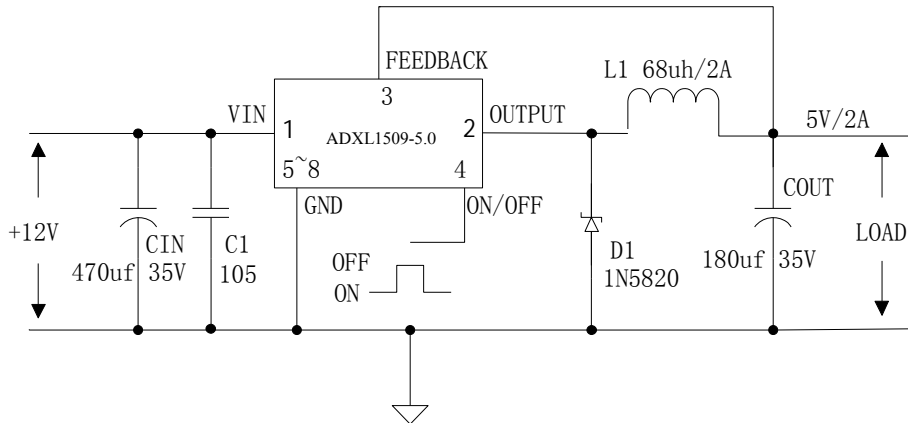 FEEDBACK
L1 68uh/2A
3
VIN
OUTPUT
5V/2A
1
ADXL1509-5.0
2
5~8
4
GND
ON/OFF
COUT
+12V
CIN
C1
OFF
D1
LOAD
470uf 35V
105
ON
1N5820
180uf 35V